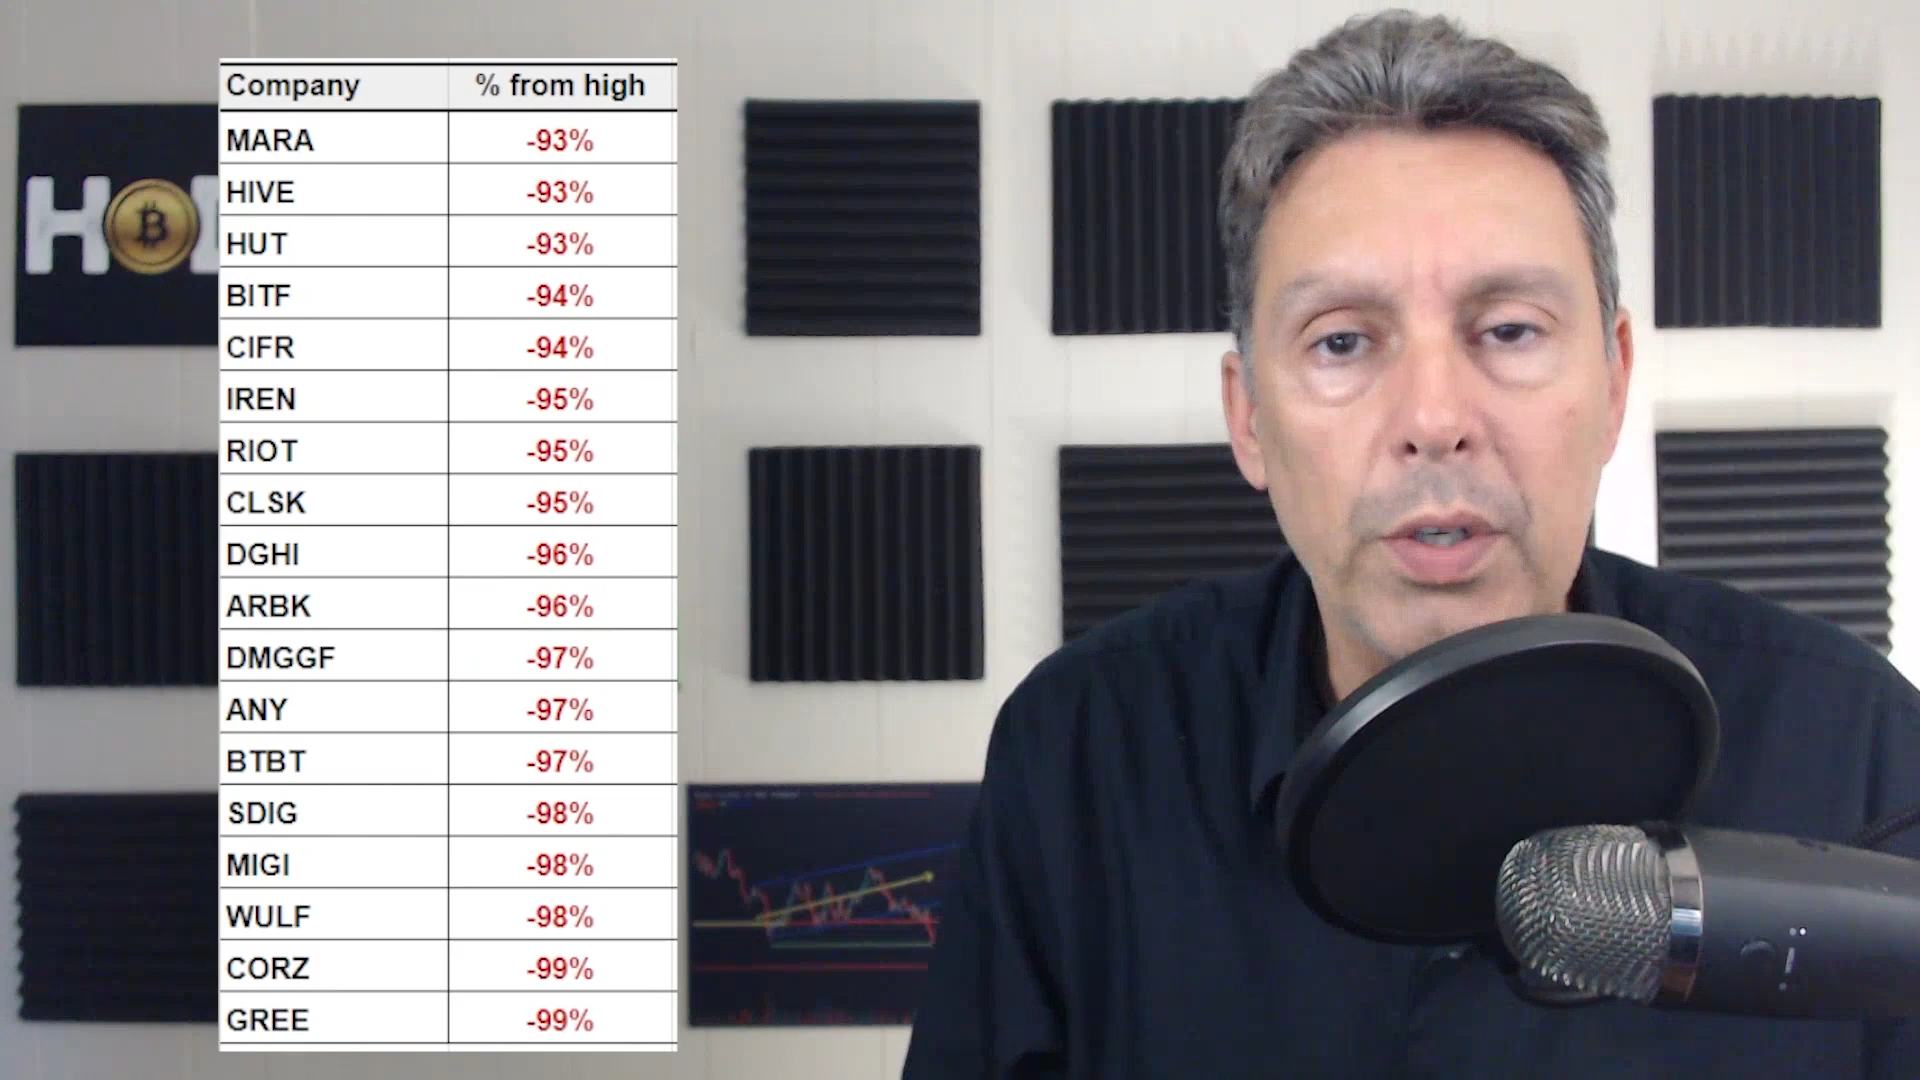 HO
Company % from high
MARA -93%
HIVE -93%
HUT -93%
BITF -94%
CIFR -94%
IREN -95%
RIOT -95%
CLSK -95%
DGHI -96%
ARBK -96%
DMGGF -97%
ANY -97%
BTBT -97%
SDIG -98%
MIGI -98%
WULF -98%
CORZ -99%
GREE -99%